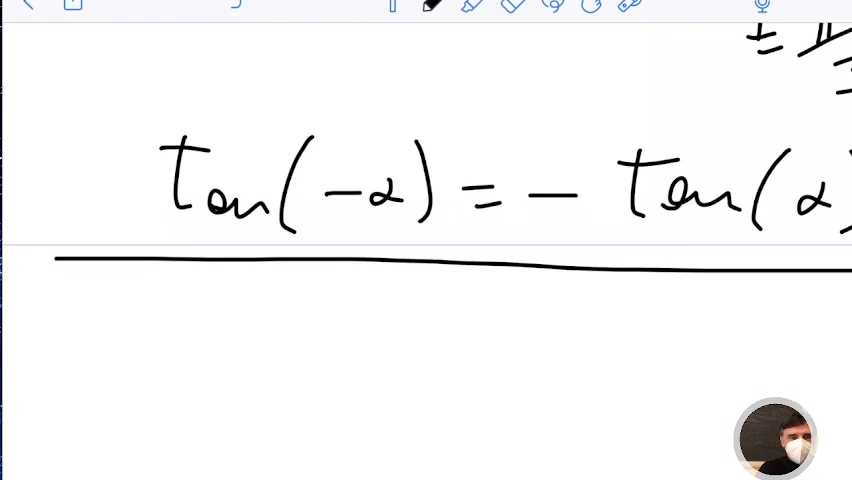 tan(-α) = - tan(α)